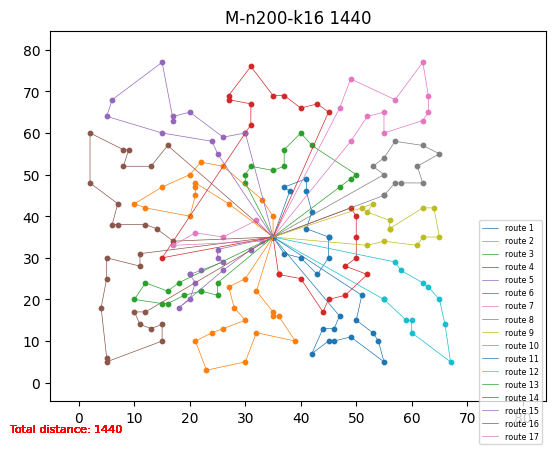 M-n200-k16 1440
80
70
60
50
40
30
20
10
0
0 10 20 30 40 50 60 70 80
route 1
route 2
route 3
route 4
route 5
route 6
route 7
route 8
route 9
route 10
route 11
route 12
route 13
route 14
route 15
route 16
route 17
Total distance: 1440